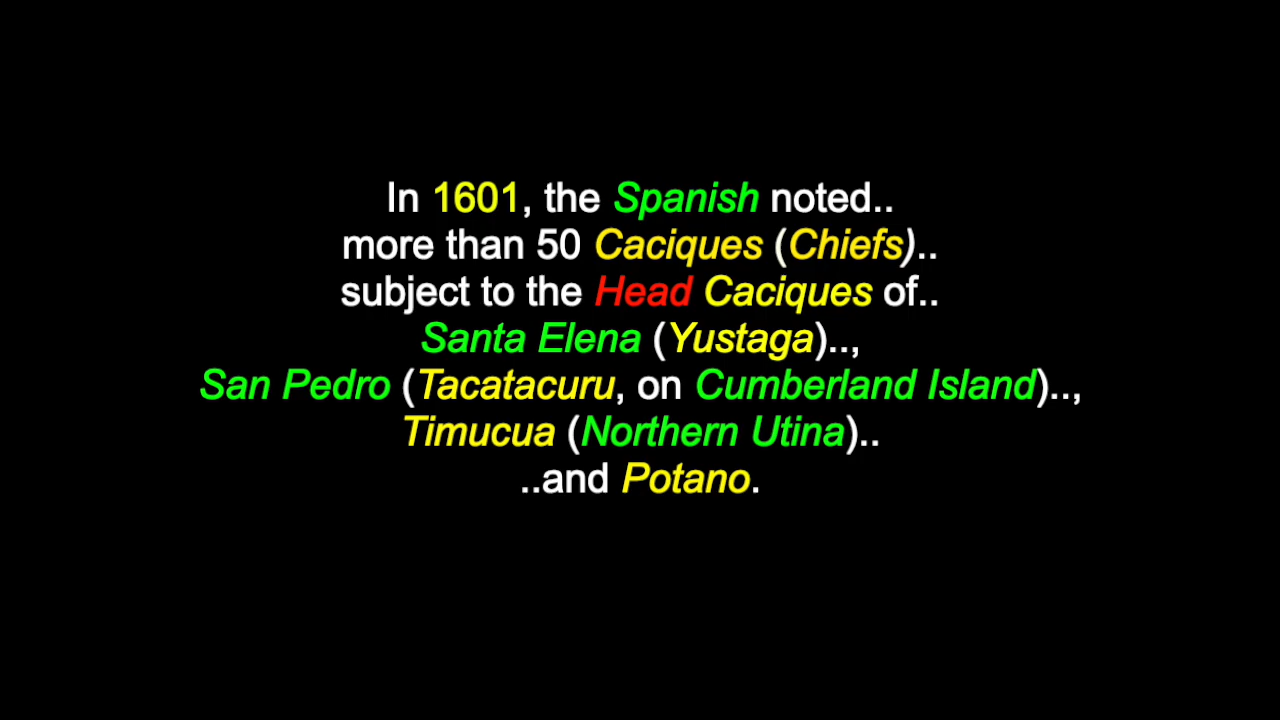 In 1601, the Spanish noted..
more than 50 Caciques (Chiefs)..
subject to the Head Caciques of..
Santa Elena (Yustaga)..,
San Pedro (Tacatacuru, on Cumberland Island)..,
Timucua (Northern Utina)..
..and Potano.